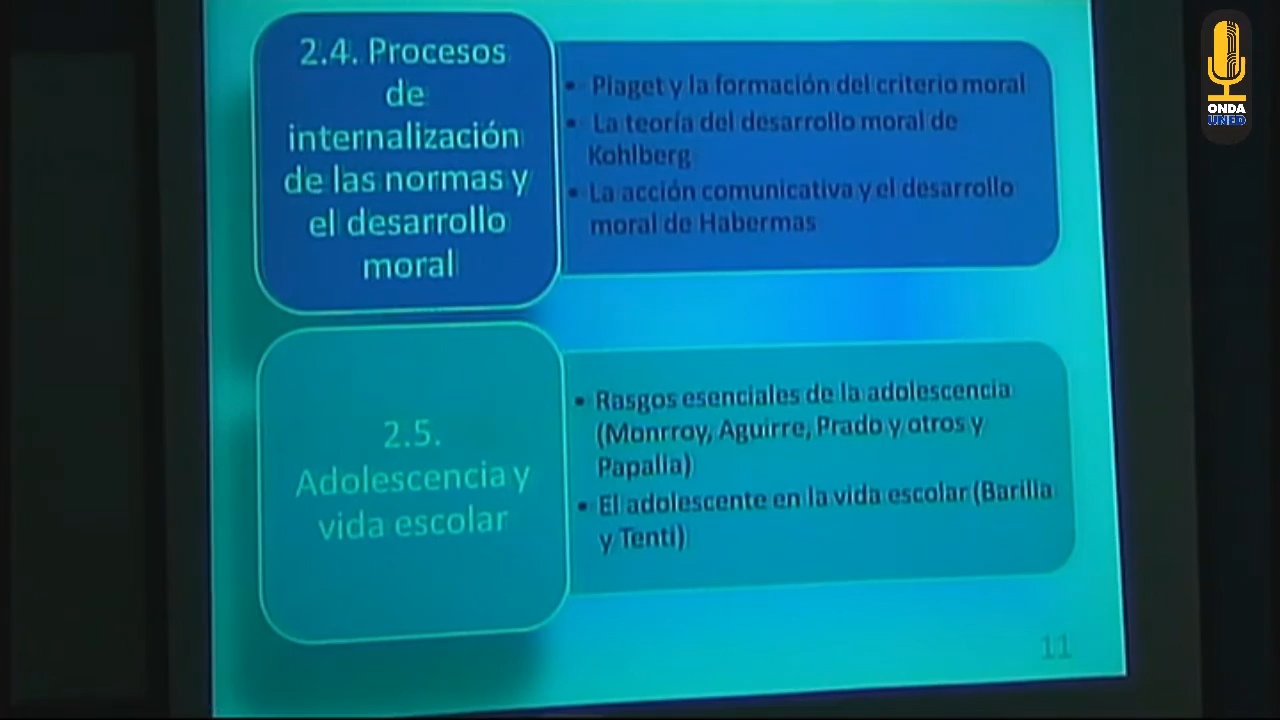 2.4. Procesos
de
internalización
de las normas y
el desarrollo
moral
• Piaget y la formación del criterio moral
• La teoría del desarrollo moral de
Kohlberg
• La acción comunicativa y el desarrollo
moral de Habermas
2.5.
Adolescencia y
vida escolar
• Rasgos esenciales de la adolescencia
(Monrroy, Aguirre, Prado y otros y
Papalia)
• El adolescente en la vida escolar (Barilla
y Tenti)
11
ONDA
UNED